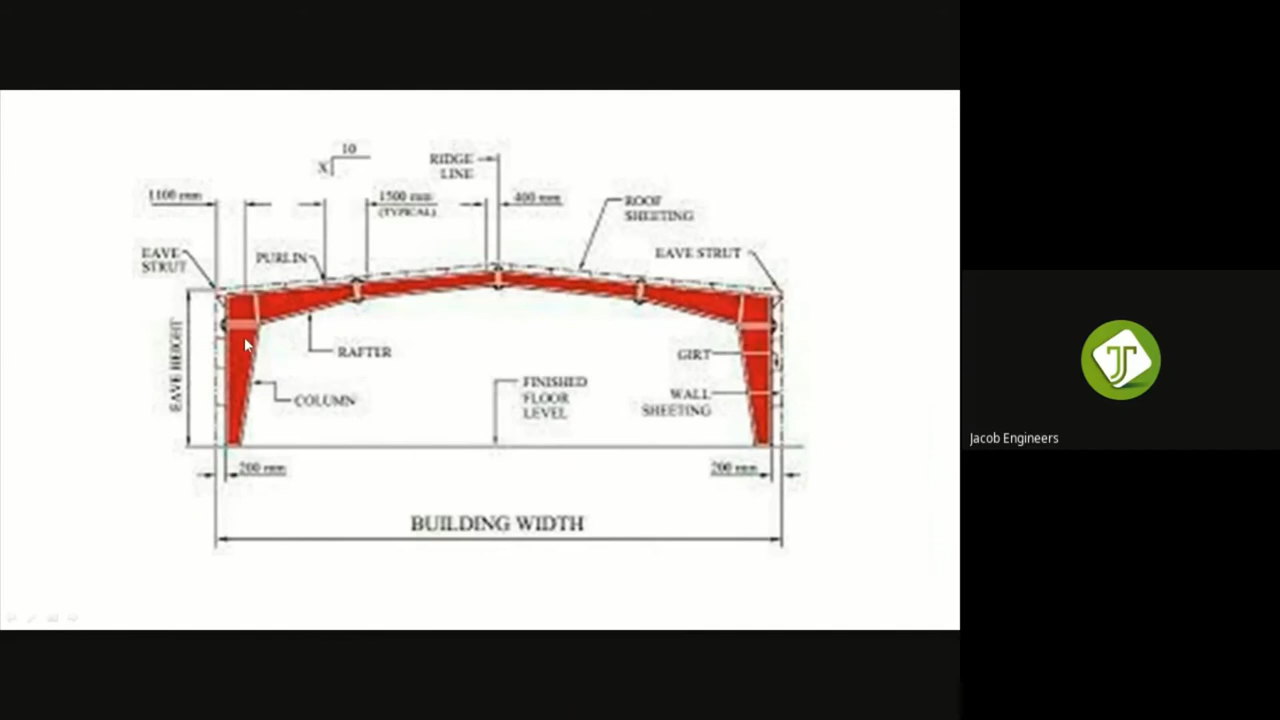 10
X
RIDGE
LINE
1100 mm
1500 mm
(TYPICAL)
400 mm
ROOF
SHEETING
EAVE
STRUT
PURLIN
EAVE STRUT
EAVE HEIGHT
RAFTER
GIRT
COLUMN
FINISHED
FLOOR
LEVEL
WALL
SHEETING
200 mm
200 mm
BUILDING WIDTH
Jacob Engineers